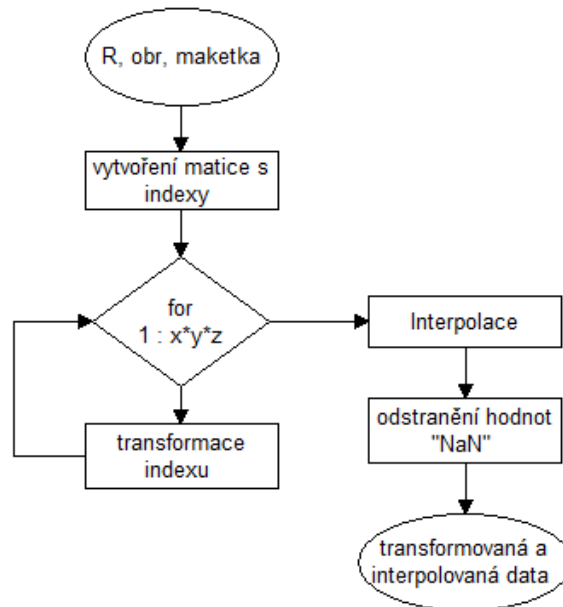 R, obr, maketka
vytvoření matice s
indexy
for
1 : x*y*z
transformace
indexu
Interpolace
odstranění hodnot
"NaN"
transformovaná a
interpolovaná data